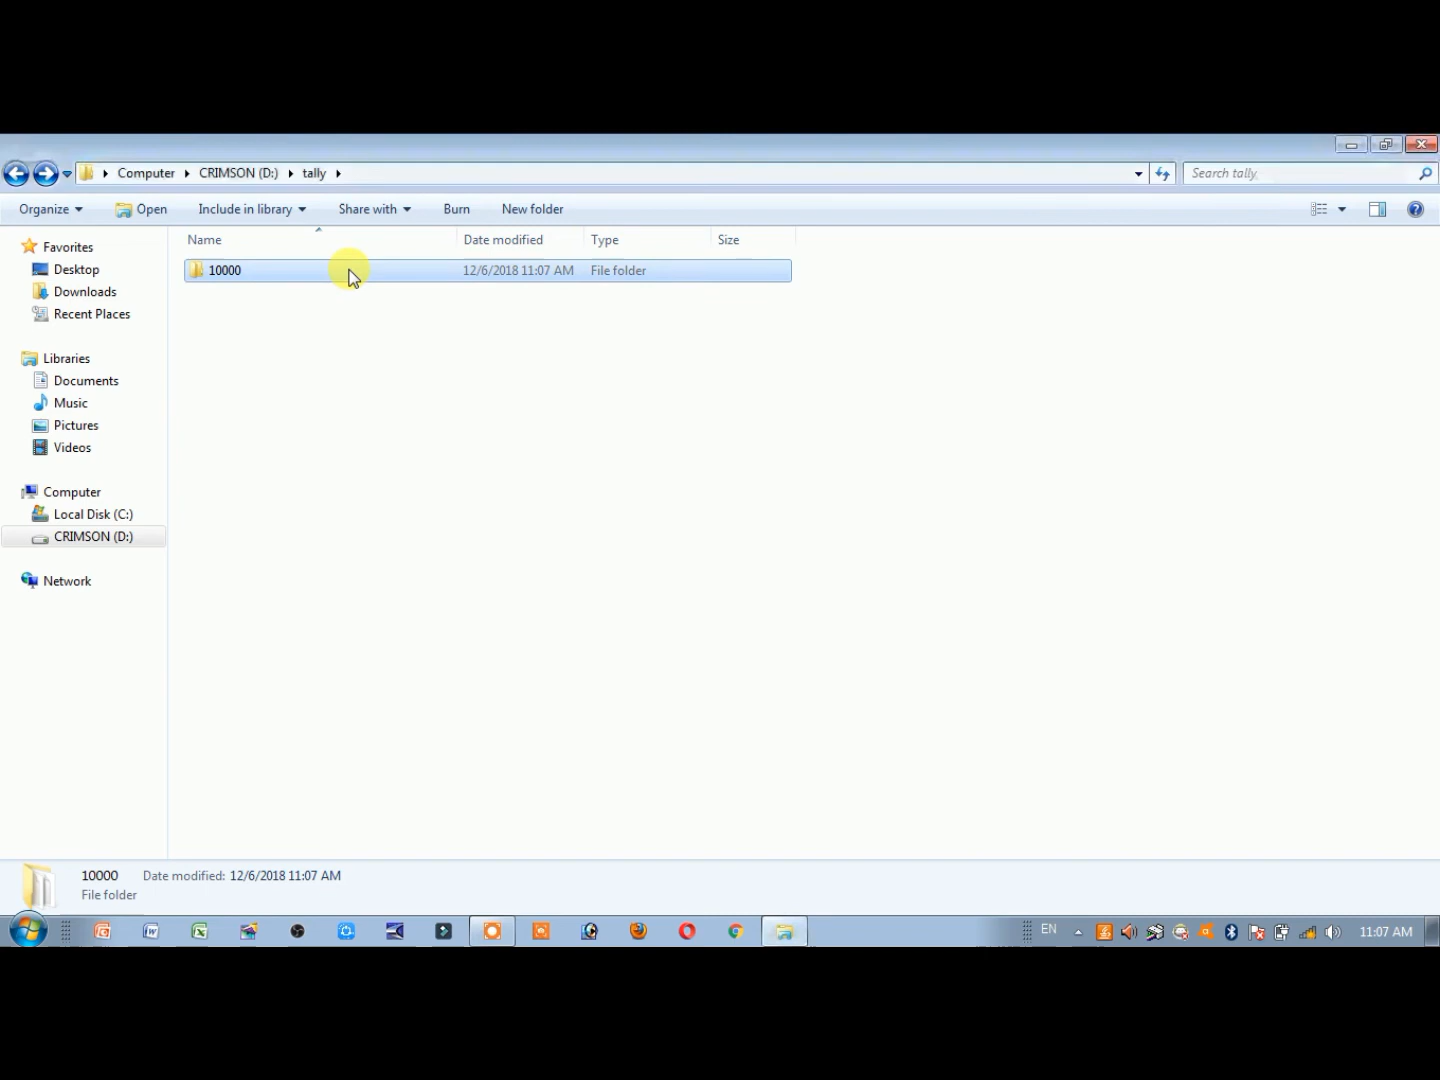 Computer CRIMSON (D:) tally
Search tally
Organize Open Include in library Share with Burn New folder
Name Date modified Type Size
Favorites
10000 12/6/2018 11:07 AM File folder
Desktop
Downloads
Recent Places
Libraries
Documents
Music
Pictures
Videos
Computer
Local Disk (C:)
CRIMSON (D:)
Network
10000 Date modified: 12/6/2018 11:07 AM
File folder
EN 11:07 AM